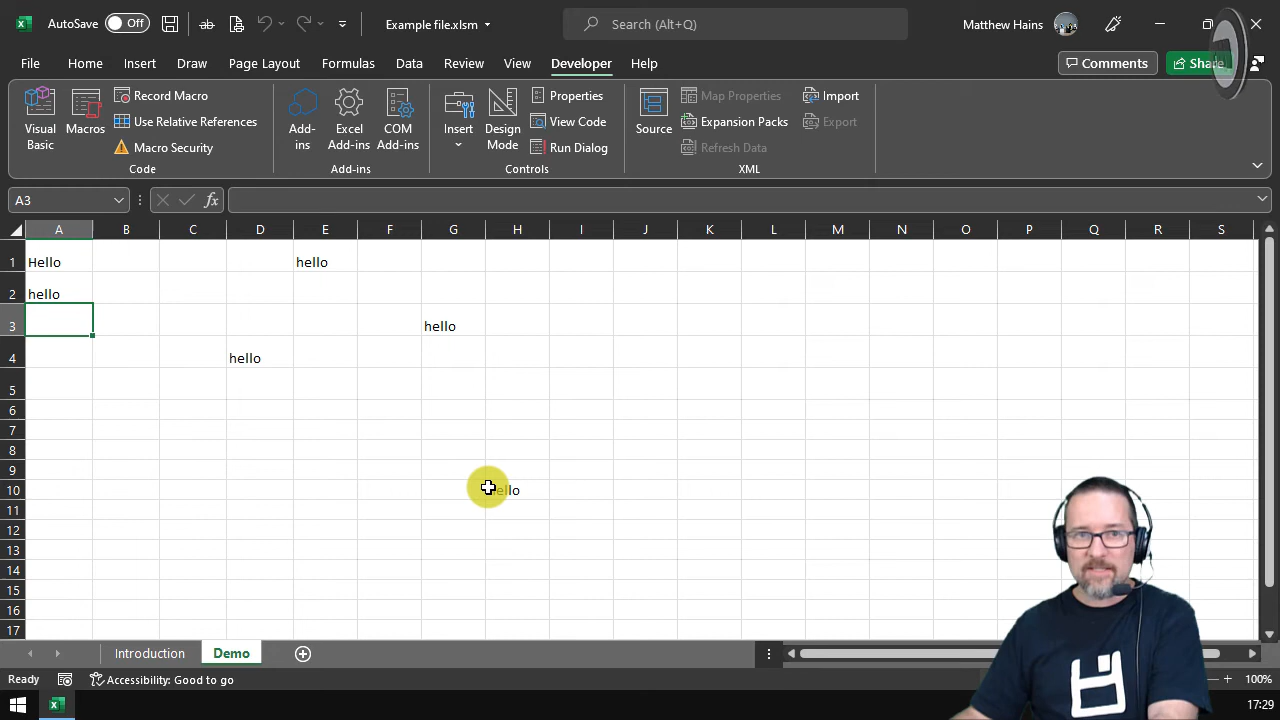 AutoSave Off Example file.xlsm Search (Alt+Q) Matthew Hains
File Home Insert Draw Page Layout Formulas Data Review View Developer Help Comments Share
Visual Basic
Macros
Record Macro
Use Relative References
Macro Security
Code
Add-ins
Excel Add-ins
COM Add-ins
Add-ins
Insert
Design Mode
Properties
View Code
Run Dialog
Controls
Source
Map Properties
Expansion Packs
Refresh Data
Import
Export
XML
A3 fx
A B C D E F G H I J K L M N O P Q R S
1 Hello hello
2 hello
3 hello
4 hello
5
6
7
8
9
10 hello
11
12
13
14
15
16
17
Introduction Demo
Ready Accessibility: Good to go 100%
17:29